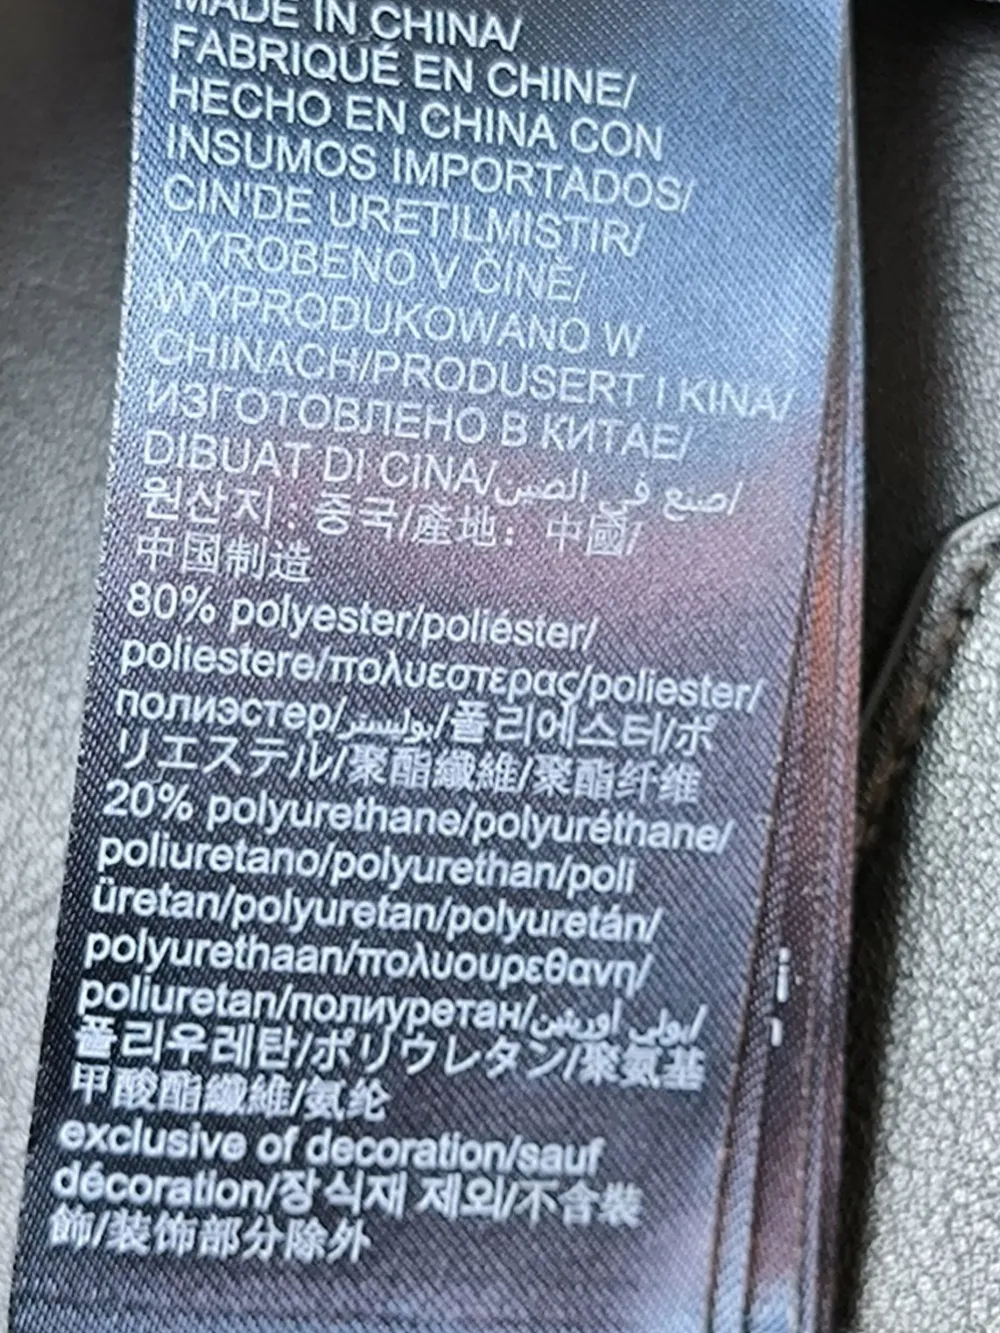 MADE IN CHINA/
FABRIQUÉ EN CHINE/
HECHO EN CHINA CON
INSUMOS IMPORTADOS/
ÇIN'DE URETILMISTIR/
VYROBENO V ČÍNĚ/
WYPRODUKOWANO W
CHINACH/PRODUSERT I KINA/
ИЗГОТОВЛЕНО В КИТАЕ/
DIBUAT DI CINA/صنع في الصين/
원산지 : 중국/產地：中國/
中国制造
80% polyester/poliéster/
poliestere/πολυεστερας/poliester/
полиэстер/بوليستر/폴리에스터/ポ
リエステル/聚酯纖維/聚酯纤维
20% polyurethane/polyuréthane/
poliuretano/polyurethan/poli
üretan/polyuretan/polyuretán/
polyurethaan/πολυουρεθανη/
poliuretan/полиуретан/بولي أوريثين/
폴리우레탄/ポリウレタン/聚氨基
甲酸酯纖維/氨纶
exclusive of decoration/sauf
décoration/장식재 제외/不含裝
飾/装饰部分除外